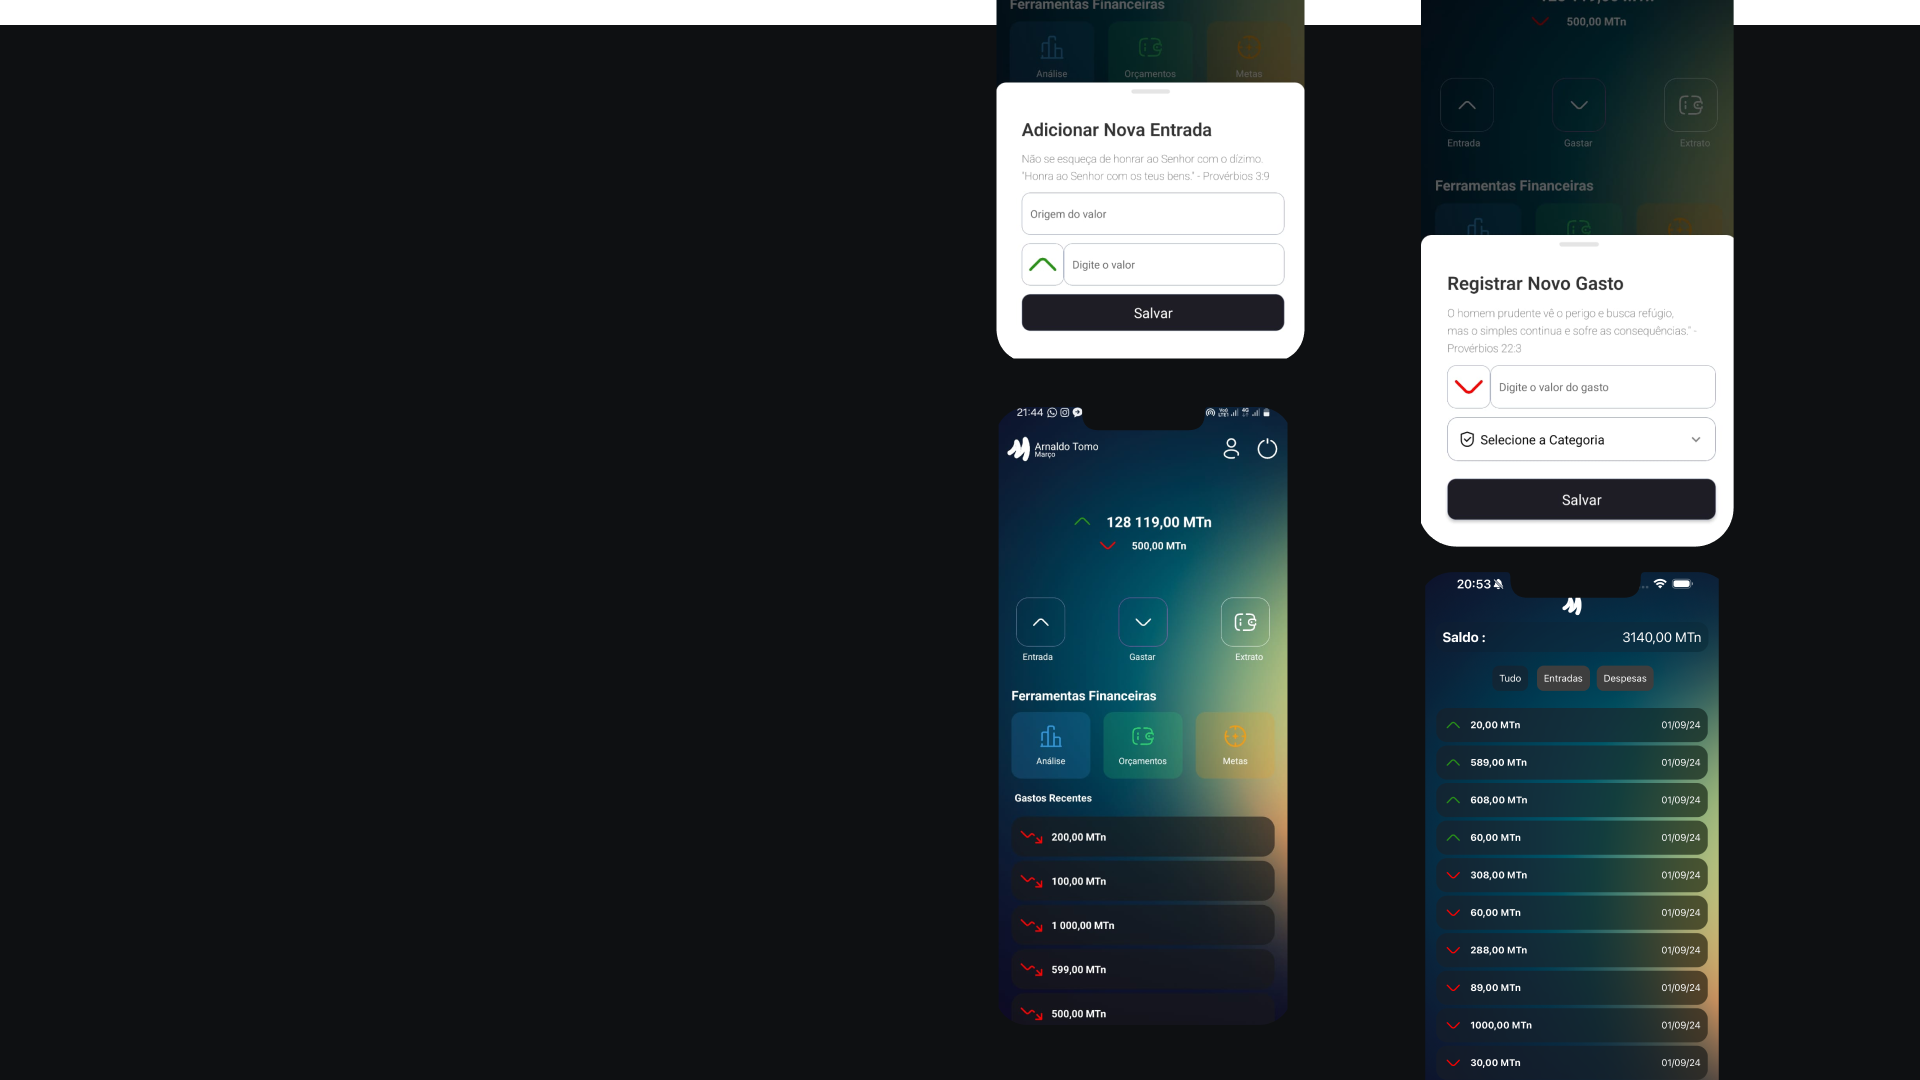 Ferramentas Financeiras
Análise
Orçamentos
Metas
Adicionar Nova Entrada
Não se esqueça de honrar ao Senhor com o dízimo.
"Honra ao Senhor com os teus bens." - Provérbios 3:9
Origem do valor
Digite o valor
Salvar
21:44
Arnaldo Tomo
Março
128 119,00 MTn
500,00 MTn
Entrada
Gastar
Extrato
Ferramentas Financeiras
Análise
Orçamentos
Metas
Gastos Recentes
200,00 MTn
100,00 MTn
1 000,00 MTn
599,00 MTn
500,00 MTn
128 119,00 MTn
500,00 MTn
Entrada
Gastar
Extrato
Ferramentas Financeiras
Registrar Novo Gasto
O homem prudente vê o perigo e busca refúgio,
mas o simples continua e sofre as consequências." -
Provérbios 22:3
Digite o valor do gasto
Selecione a Categoria
Salvar
20:53
Saldo : 3140,00 MTn
Tudo Entradas Despesas
20,00 MTn 01/09/24
589,00 MTn 01/09/24
608,00 MTn 01/09/24
60,00 MTn 01/09/24
308,00 MTn 01/09/24
60,00 MTn 01/09/24
288,00 MTn 01/09/24
89,00 MTn 01/09/24
1000,00 MTn 01/09/24
30,00 MTn 01/09/24